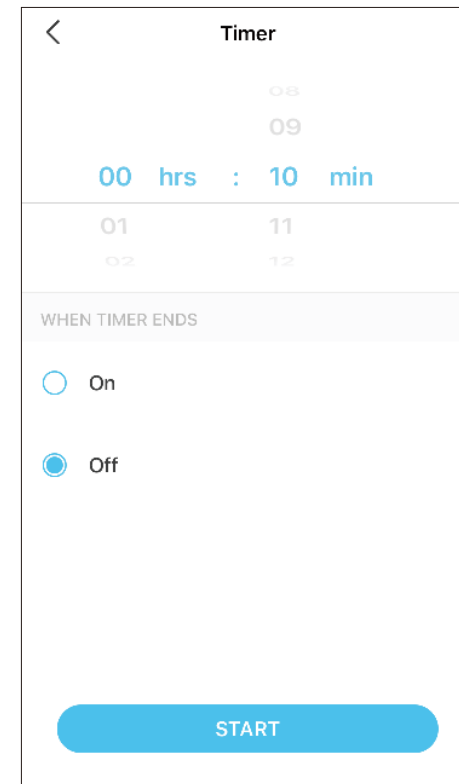 Timer
08
09
00 hrs : 10 min
01 11
02 12
WHEN TIMER ENDS
On
Off
START